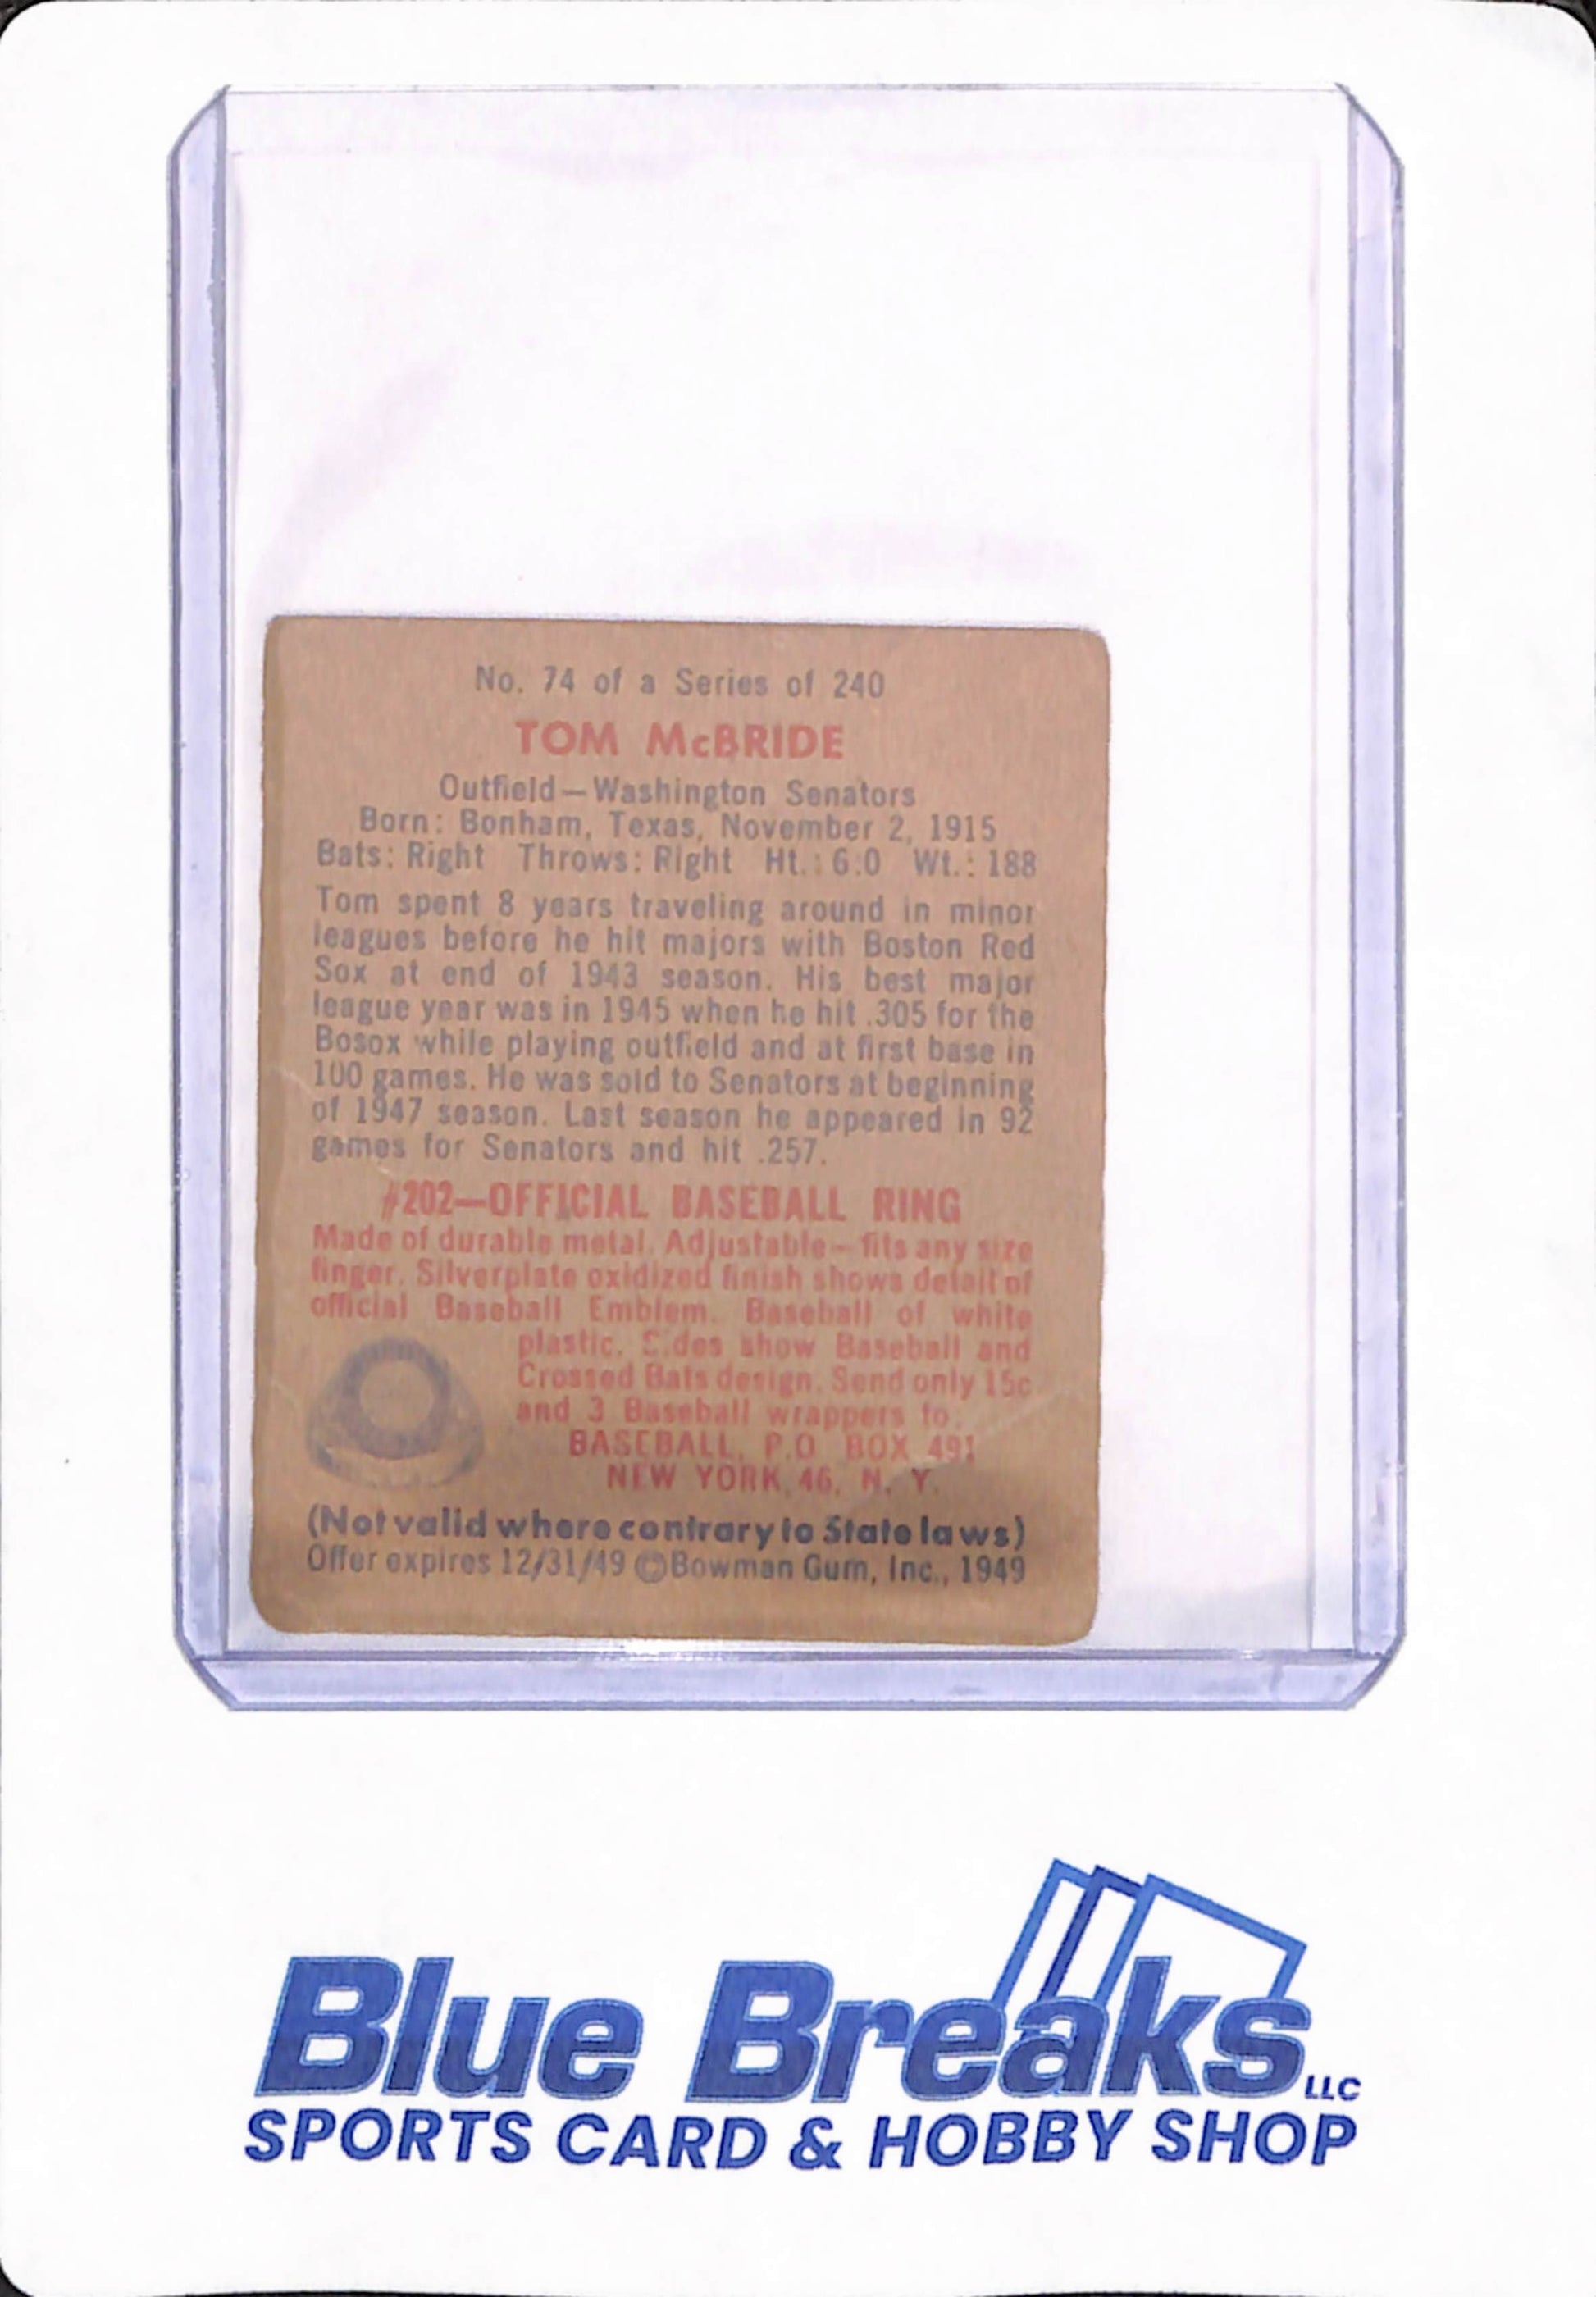 No. 74 of a Series of 240
TOM McBRIDE
Outfield—Washington Senators
Born: Bonham, Texas, November 2, 1915
Bats: Right Throws: Right Ht.: 6:0 Wt.: 188
Tom spent 8 years traveling around in minor
leagues before he hit majors with Boston Red
Sox at end of 1943 season. His best major
league year was in 1945 when he hit .305 for the
Bosox while playing outfield and at first base in
100 games. He was sold to Senators at beginning
of 1947 season. Last season he appeared in 92
games for Senators and hit .257.
#202—OFFICIAL BASEBALL RING
Made of durable metal. Adjustable—fits any size
finger. Silverplate oxidized finish shows detail of
official Baseball Emblem. Baseball of white
plastic. Sides show Baseball and
Crossed Bats design. Send only 15c
and 3 Baseball wrappers to
BASEBALL, P.O. BOX 491
NEW YORK 46, N. Y.
(Not valid where contrary to State laws)
Offer expires 12/31/49 ©Bowman Gum, Inc., 1949
Blue Breaks LLC
SPORTS CARD & HOBBY SHOP